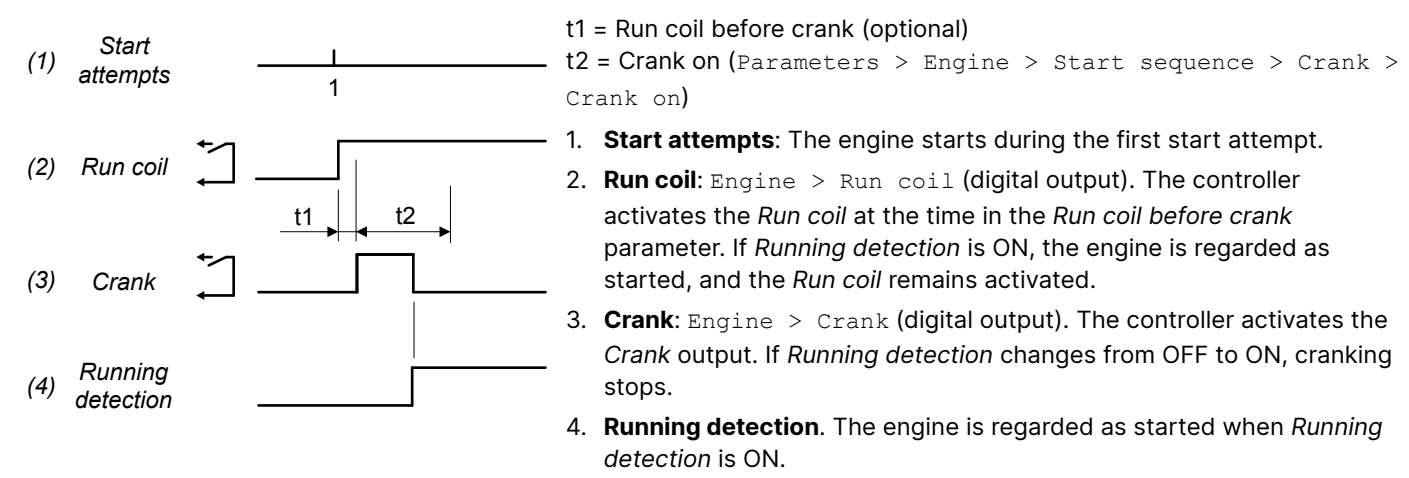 (1) Start attempts
1
(2) Run coil
t1 t2
(3) Crank
(4) Running detection
t1 = Run coil before crank (optional)
t2 = Crank on (Parameters > Engine > Start sequence > Crank >
Crank on)
1. Start attempts: The engine starts during the first start attempt.
2. Run coil: Engine > Run coil (digital output). The controller
activates the Run coil at the time in the Run coil before crank
parameter. If Running detection is ON, the engine is regarded as
started, and the Run coil remains activated.
3. Crank: Engine > Crank (digital output). The controller activates the
Crank output. If Running detection changes from OFF to ON, cranking
stops.
4. Running detection. The engine is regarded as started when Running
detection is ON.